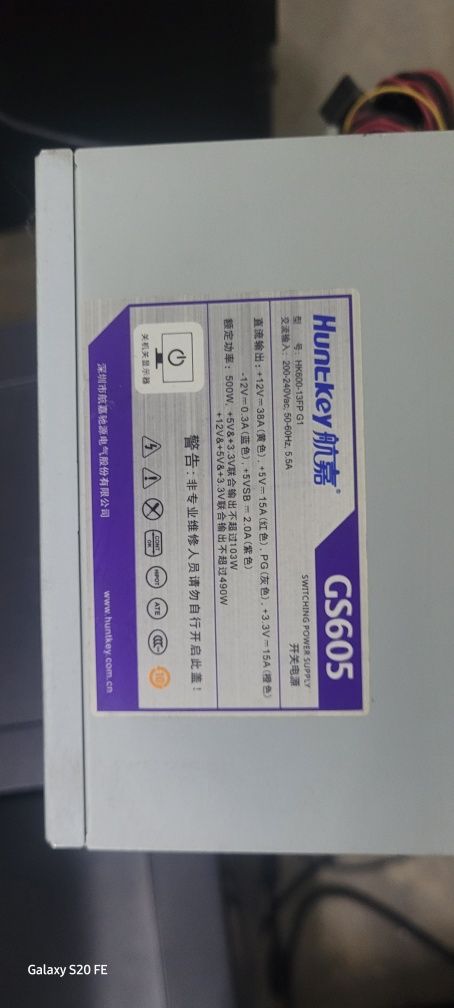 Huntkey 航嘉®
GS605
SWITCHING POWER SUPPLY
开关电源
型 号: HK600-13FP G1
交流输入: 200-240Vac, 50-60Hz, 5.5A
直流输出: +12V⎓38A(黄色), +5V⎓15A(红色), PG(灰色), +3.3V⎓15A(橙色)
-12V⎓0.3A(蓝色), +5VSB⎓2.0A(紫色)
额定功率: 500W, +5V&+3.3V联合输出不超过103W
+12V&+5V&+3.3V联合输出不超过490W
警告: 非专业维修人员请勿自行开启此盖!
关机关显示器
HIPOT
ATE
10
深圳市航嘉驰源电气股份有限公司
www.huntkey.com.cn
Galaxy S20 FE